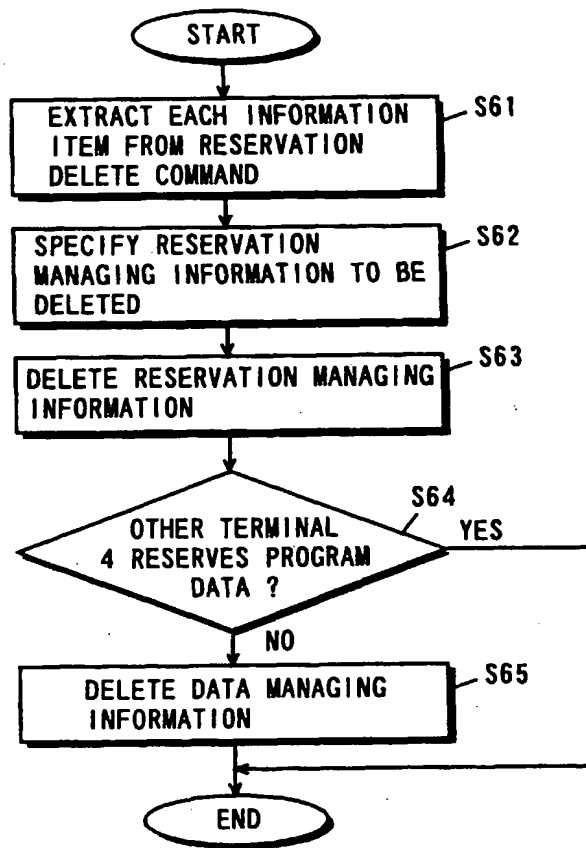 START
EXTRACT EACH INFORMATION
ITEM FROM RESERVATION
DELETE COMMAND
S61
SPECIFY RESERVATION
MANAGING INFORMATION TO BE
DELETED
S62
DELETE RESERVATION MANAGING
INFORMATION
S63
OTHER TERMINAL
4 RESERVES PROGRAM
DATA ?
S64
YES
NO
DELETE DATA MANAGING
INFORMATION
S65
END